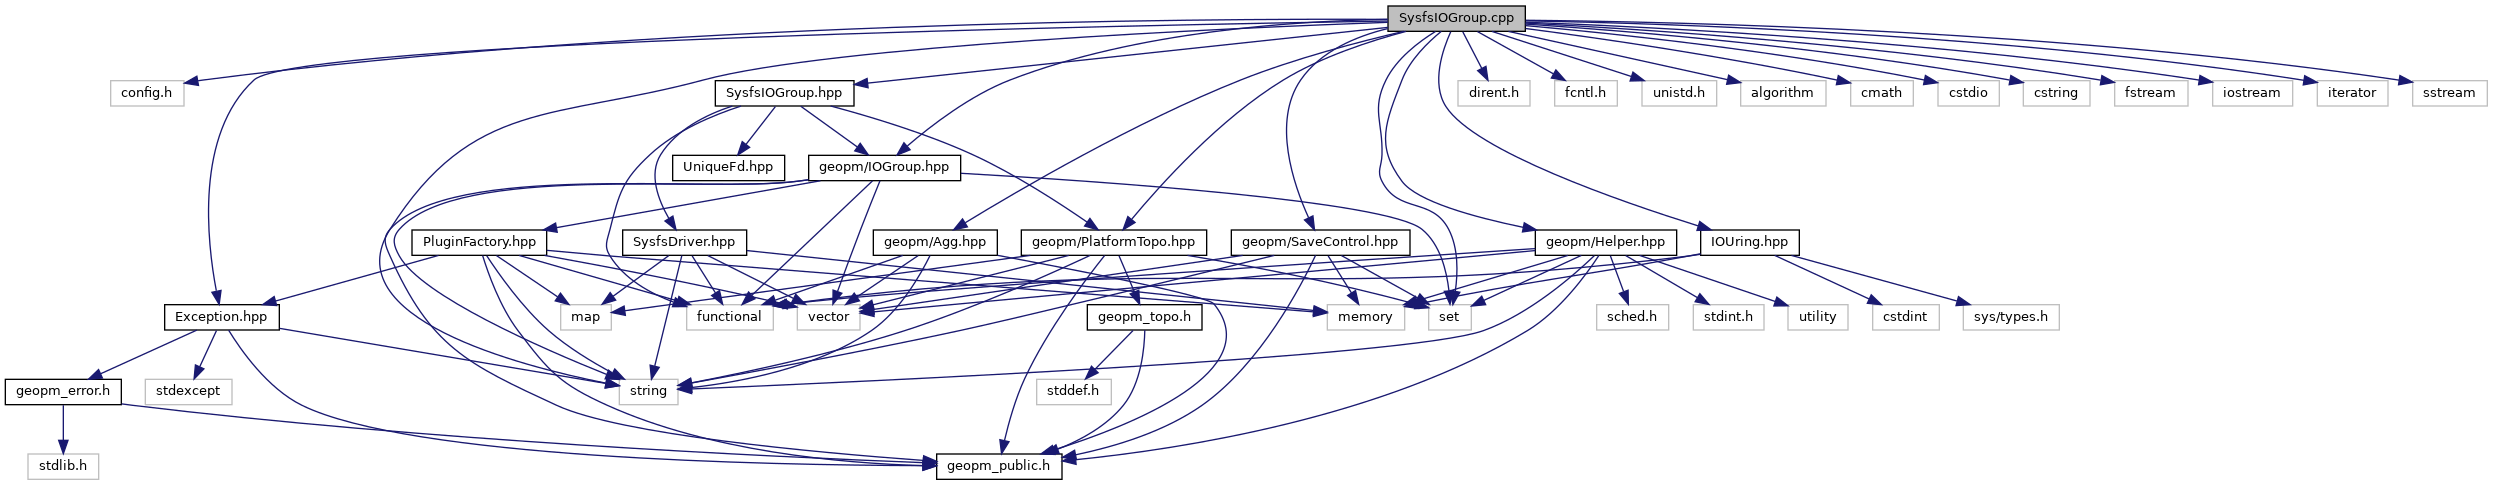 SysfsIOGroup.cpp
config.h
SysfsIOGroup.hpp
dirent.h
fcntl.h
unistd.h
algorithm
cmath
cstdio
cstring
fstream
iostream
iterator
sstream
UniqueFd.hpp
geopm/IOGroup.hpp
PluginFactory.hpp
SysfsDriver.hpp
geopm/Agg.hpp
geopm/PlatformTopo.hpp
geopm/SaveControl.hpp
geopm/Helper.hpp
IOUring.hpp
Exception.hpp
map
functional
vector
geopm_topo.h
memory
set
sched.h
stdint.h
utility
cstdint
sys/types.h
geopm_error.h
stdexcept
string
stddef.h
stdlib.h
geopm_public.h